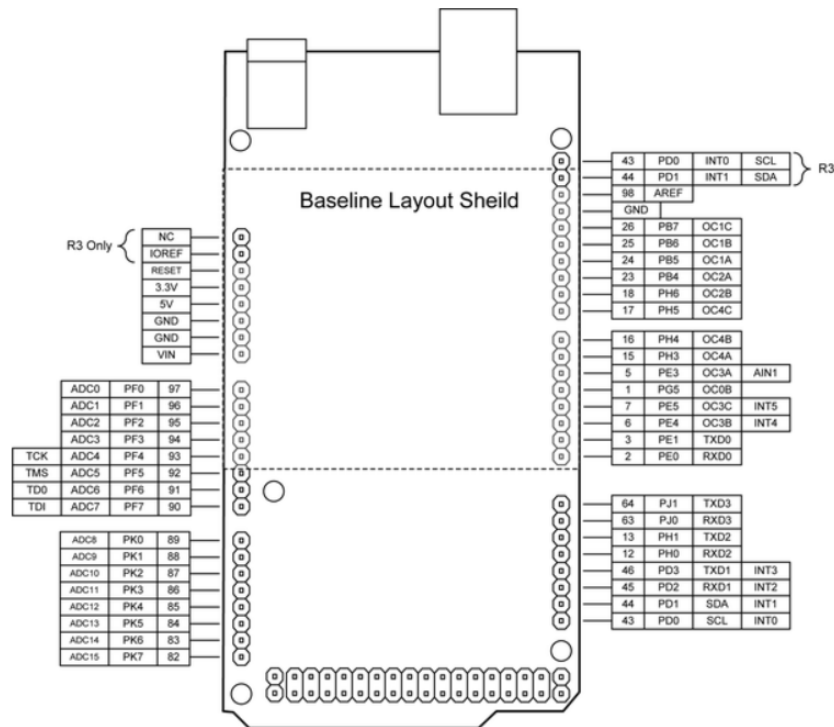 Baseline Layout Sheild
R3 Only
NC
IOREF
RESET
3.3V
5V
GND
GND
VIN
ADC0 PF0 97
ADC1 PF1 96
ADC2 PF2 95
ADC3 PF3 94
TCK ADC4 PF4 93
TMS ADC5 PF5 92
TD0 ADC6 PF6 91
TDI ADC7 PF7 90
ADC8 PK0 89
ADC9 PK1 88
ADC10 PK2 87
ADC11 PK3 86
ADC12 PK4 85
ADC13 PK5 84
ADC14 PK6 83
ADC15 PK7 82
43 PD0 INT0 SCL
44 PD1 INT1 SDA
R3
98 AREF
GND
26 PB7 OC1C
25 PB6 OC1B
24 PB5 OC1A
23 PB4 OC2A
18 PH6 OC2B
17 PH5 OC4C
16 PH4 OC4B
15 PH3 OC4A
5 PE3 OC3A AIN1
1 PG5 OC0B
7 PE5 OC3C INT5
6 PE4 OC3B INT4
3 PE1 TXD0
2 PE0 RXD0
64 PJ1 TXD3
63 PJ0 RXD3
13 PH1 TXD2
12 PH0 RXD2
46 PD3 TXD1 INT3
45 PD2 RXD1 INT2
44 PD1 SDA INT1
43 PD0 SCL INT0